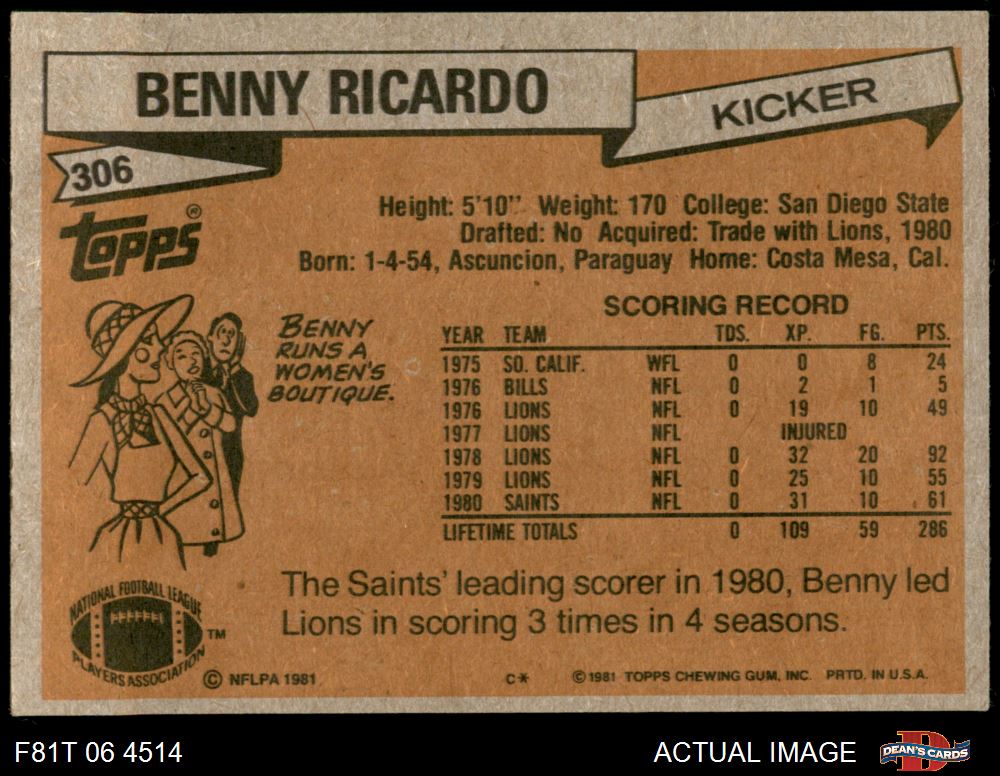 BENNY RICARDO
KICKER
306
Topps®
Height: 5'10" Weight: 170 College: San Diego State
Drafted: No Acquired: Trade with Lions, 1980
Born: 1-4-54, Ascuncion, Paraguay Home: Costa Mesa, Cal.
BENNY
RUNS A
WOMEN'S
BOUTIQUE.
SCORING RECORD
YEAR TEAM TDS. XP. FG. PTS.
1975 SO. CALIF. WFL 0 0 8 24
1976 BILLS NFL 0 2 1 5
1976 LIONS NFL 0 19 10 49
1977 LIONS NFL INJURED
1978 LIONS NFL 0 32 20 92
1979 LIONS NFL 0 25 10 55
1980 SAINTS NFL 0 31 10 61
LIFETIME TOTALS 0 109 59 286
The Saints' leading scorer in 1980, Benny led
Lions in scoring 3 times in 4 seasons.
NATIONAL FOOTBALL LEAGUE
PLAYERS ASSOCIATION
TM
© NFLPA 1981
C*
© 1981 TOPPS CHEWING GUM, INC. PRTD. IN U.S.A.
F81T 06 4514
ACTUAL IMAGE
D
DEAN'S CARDS